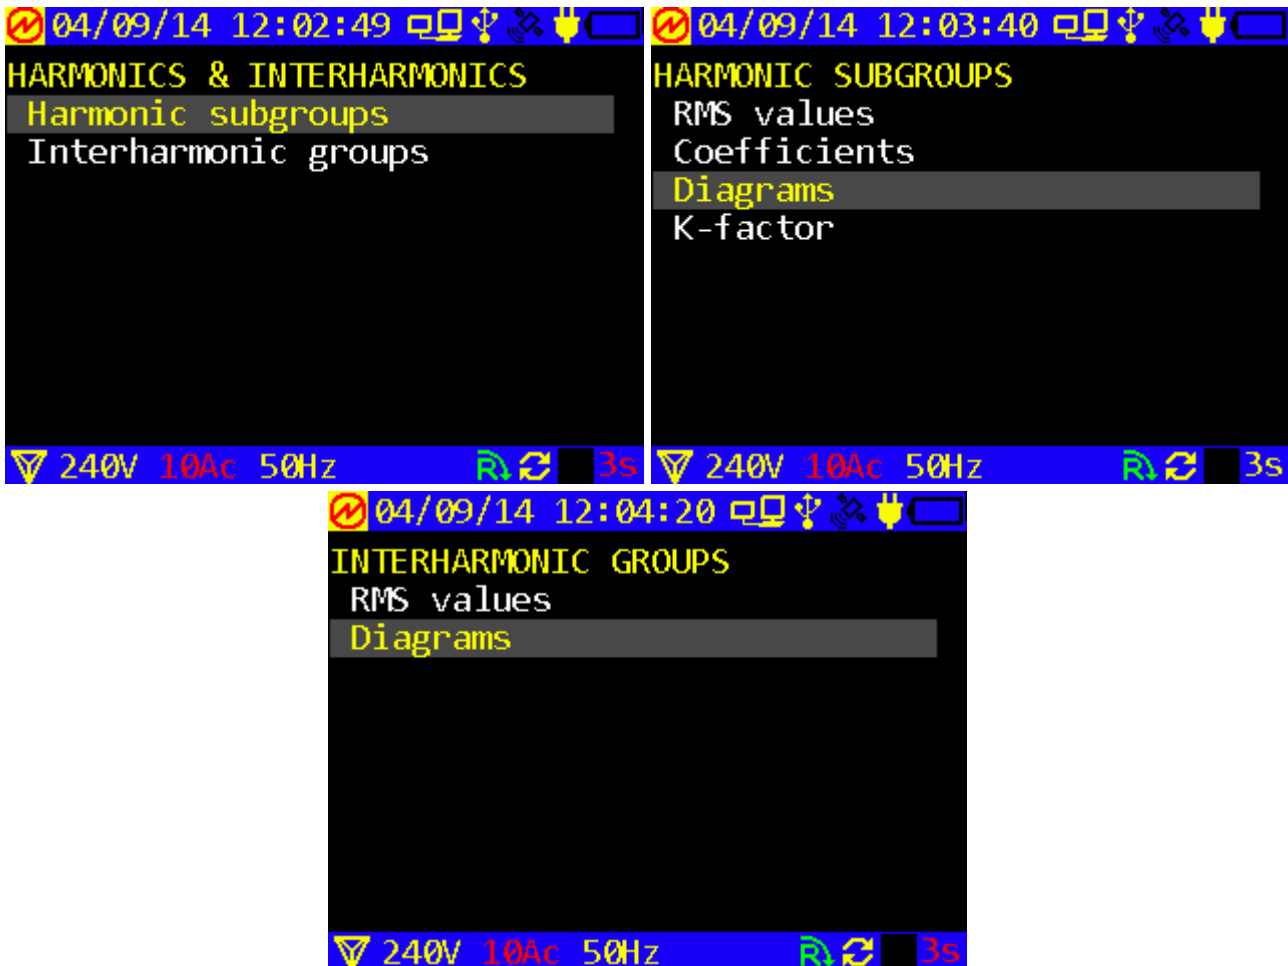 04/09/14 12:02:49
HARMONICS & INTERHARMONICS
Harmonic subgroups
Interharmonic groups
240V 10Ac 50Hz R 3s
04/09/14 12:03:40
HARMONIC SUBGROUPS
RMS values
Coefficients
Diagrams
K-factor
240V 10Ac 50Hz R 3s
04/09/14 12:04:20
INTERHARMONIC GROUPS
RMS values
Diagrams
240V 10Ac 50Hz R 3s